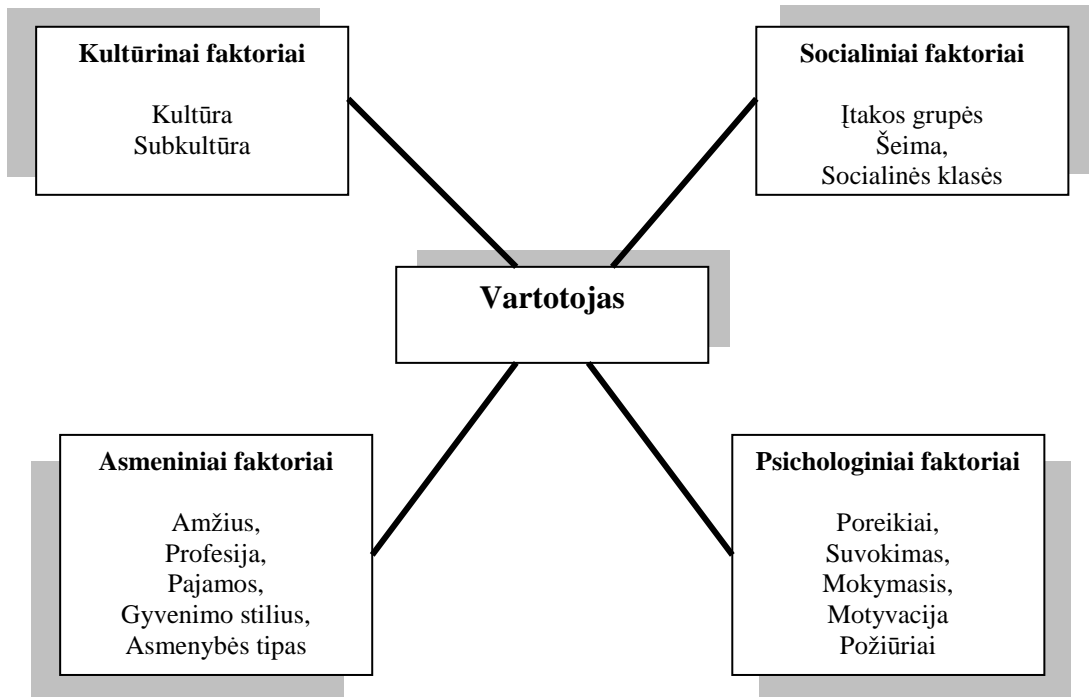 Kultūrinai faktoriai
Kultūra
Subkultūra
Socialiniai faktoriai
Įtakos grupės
Šeima,
Socialinės klasės
Vartotojas
Asmeniniai faktoriai
Amžius,
Profesija,
Pajamos,
Gyvenimo stilius,
Asmenybės tipas
Psichologiniai faktoriai
Poreikiai,
Suvokimas,
Mokymasis,
Motyvacija
Požiūriai